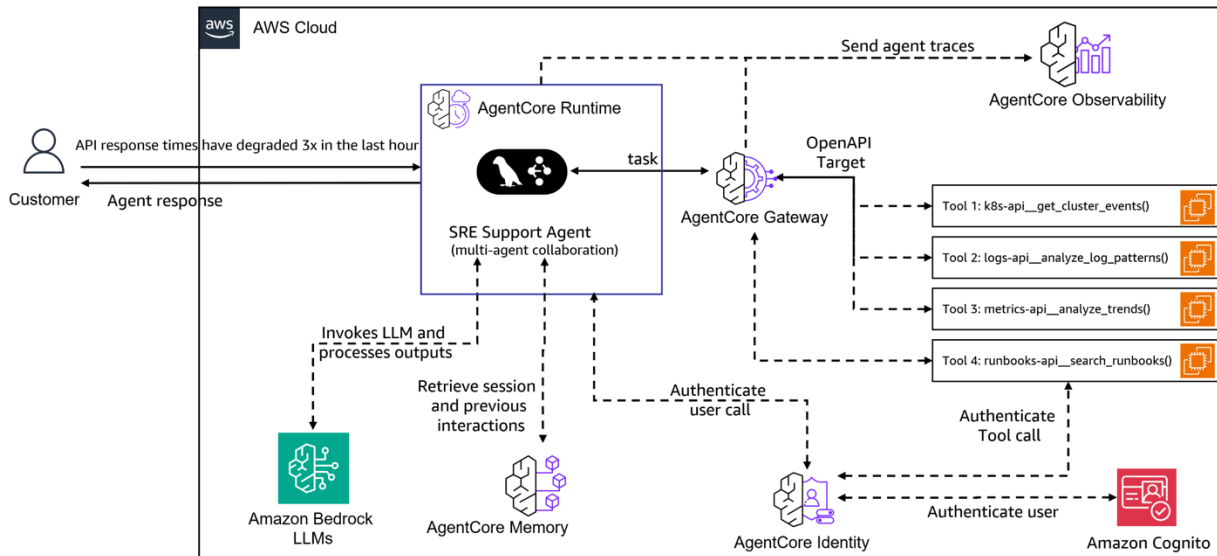 aws
AWS Cloud
Send agent traces
AgentCore Observability
AgentCore Runtime
API response times have degraded 3x in the last hour
Customer
Agent response
task
OpenAPI
Target
AgentCore Gateway
SRE Support Agent
(multi-agent collaboration)
Tool 1: k8s-api__get_cluster_events()
Tool 2: logs-api__analyze_log_patterns()
Tool 3: metrics-api__analyze_trends()
Tool 4: runbooks-api__search_runbooks()
Invokes LLM and
processes outputs
Retrieve session
and previous
interactions
Authenticate
user call
Authenticate
Tool call
Amazon Bedrock
LLMs
AgentCore Memory
AgentCore Identity
Authenticate user
Amazon Cognito